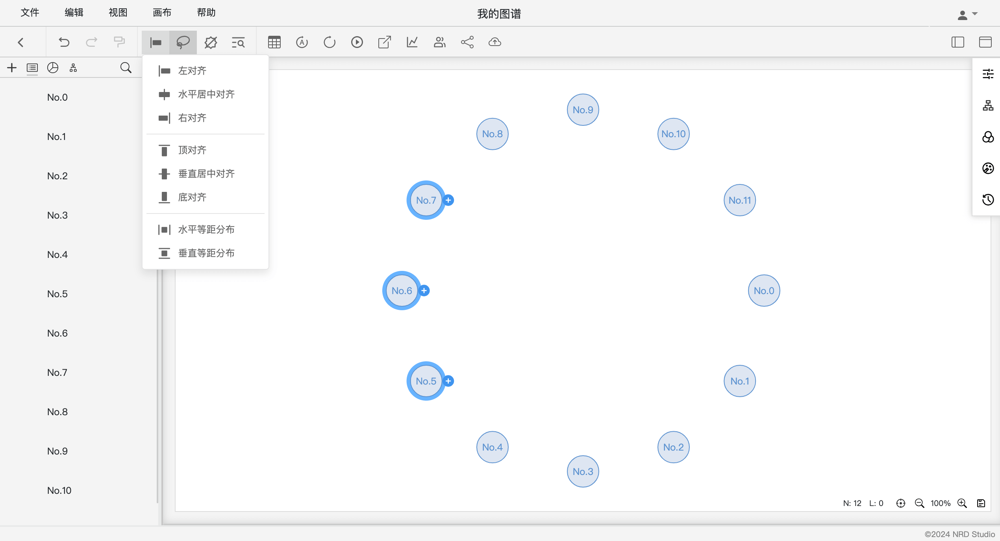 文件 编辑 视图 画布 帮助 我的图谱
No.0
No.1
No.2
No.3
No.4
No.5
No.6
No.7
No.8
No.9
No.10
左对齐
水平居中对齐
右对齐
顶对齐
垂直居中对齐
底对齐
水平等距分布
垂直等距分布
No.9
No.8
No.10
No.7
No.11
No.6
No.0
No.5
No.1
No.4
No.2
No.3
N: 12 L: 0 100%
©2024 NRD Studio